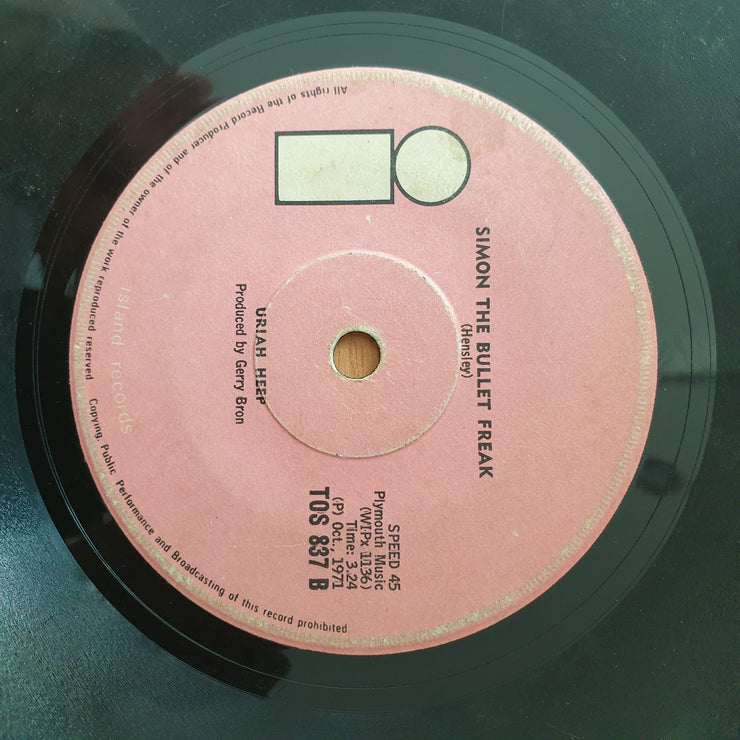 SIMON THE BULLET FREAK
(Hensley)
SPEED 45
Plymouth Music
(WIPx 1136)
Time: 3.24
(P) Oct., 1971
TOS 837 B
URIAH HEEP
Produced by Gerry Bron
island records
All rights of the Record Producer and of the owner of the work reproduced reserved Copying, Public Performance and Broadcasting of this record prohibited